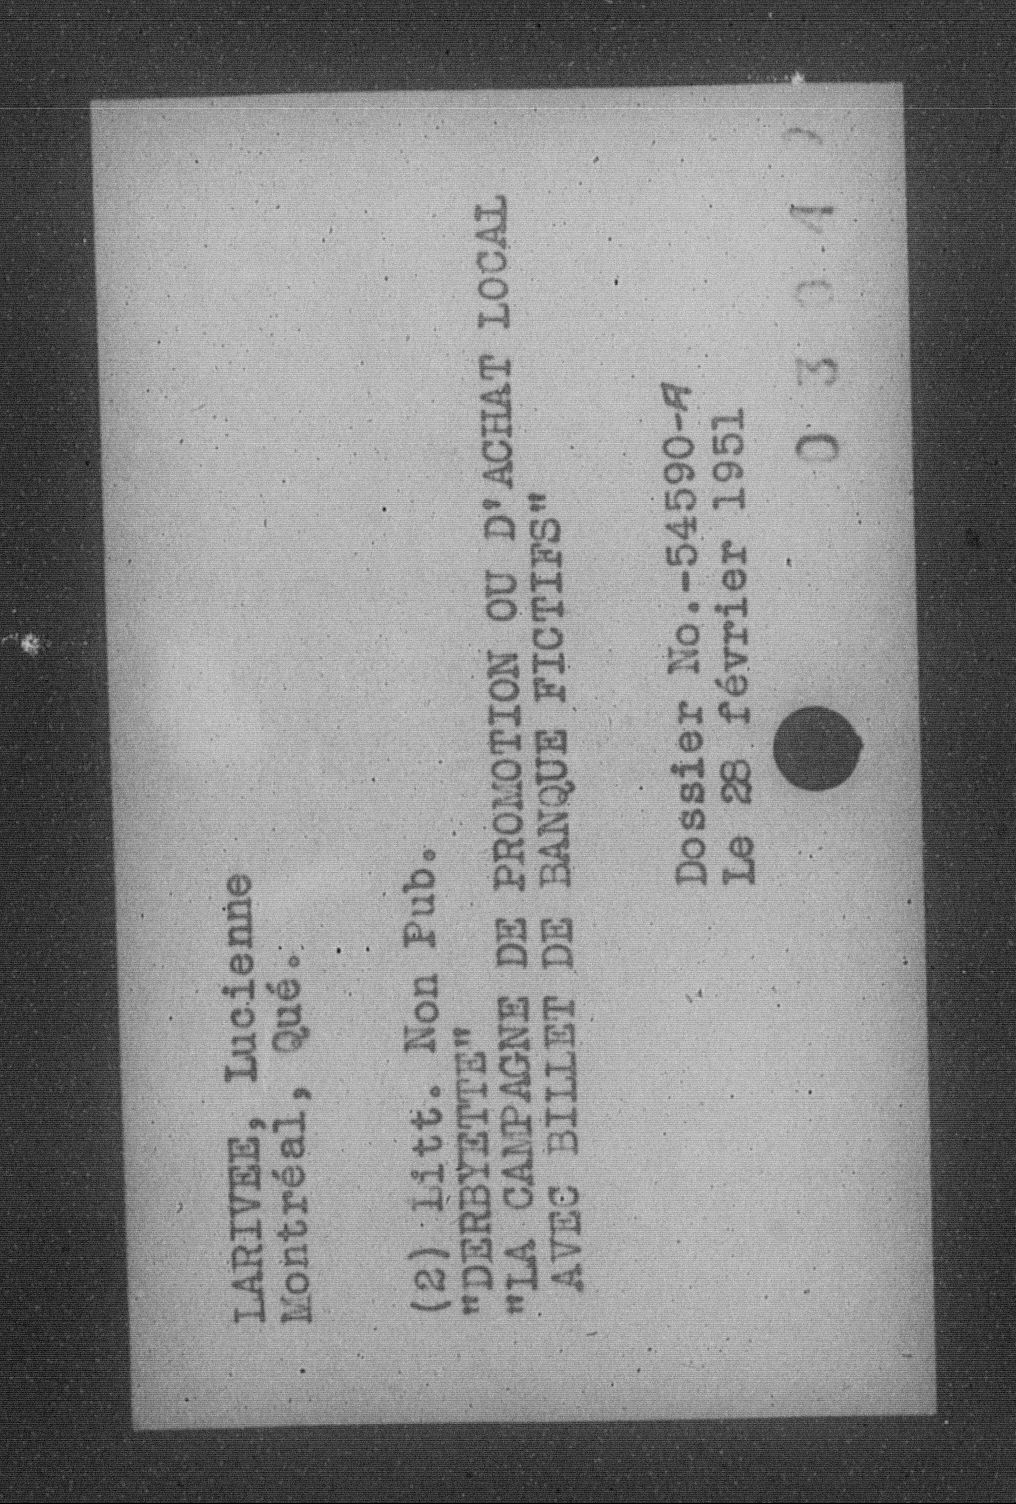 LARIVEE, Lucienne
Montréal, Qué.
(2) Litt. Non Pub.
"DERBYETTE"
"LA CAMPAGNE DE PROMOTION OU D'ACHAT LOCAL
AVEC BILLET DE BANQUE FICTIFS"
Dossier No.-54590-A
Le 28 février 1951